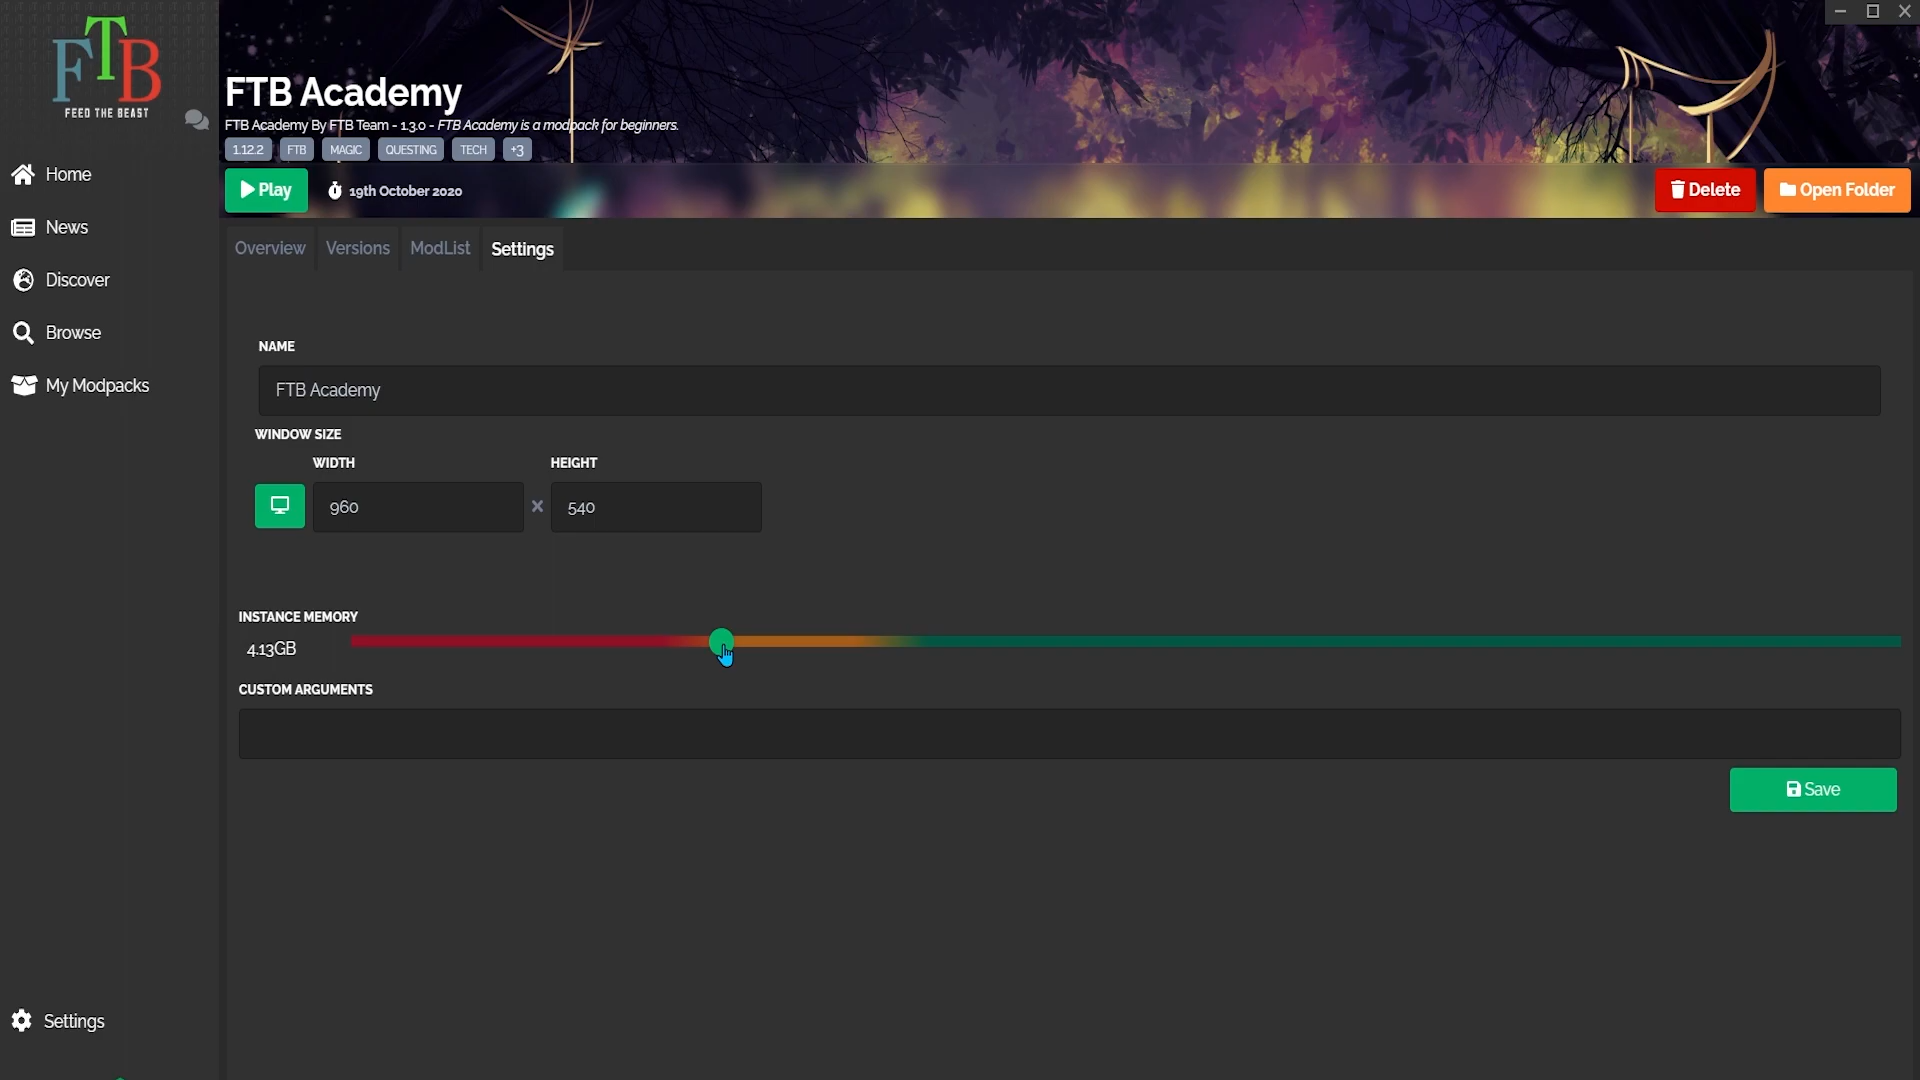 FTB
FEED THE BEAST
Home
News
Discover
Browse
My Modpacks
Settings
FTB Academy
FTB Academy By FTB Team - 1.3.0 - FTB Academy is a modpack for beginners.
1.12.2 FTB MAGIC QUESTING TECH +3
Play 19th October 2020 Delete Open Folder
Overview Versions ModList Settings
NAME
FTB Academy
WINDOW SIZE
WIDTH HEIGHT
960 × 540
INSTANCE MEMORY
4.13GB
CUSTOM ARGUMENTS
Save